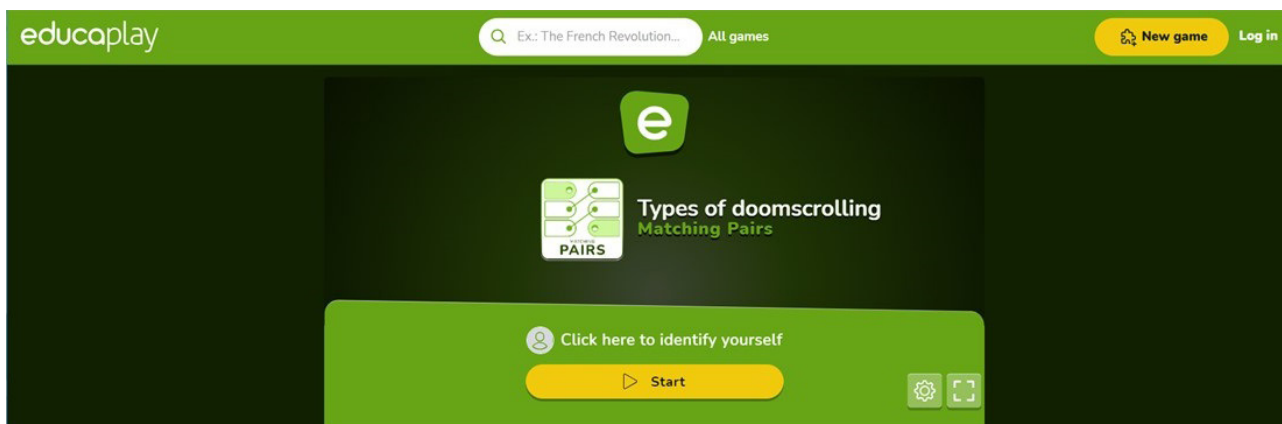 educaplay
Ex.: The French Revolution...
All games
New game
Log in
e
Types of doomscrolling
Matching Pairs
PAIRS
Click here to identify yourself
Start